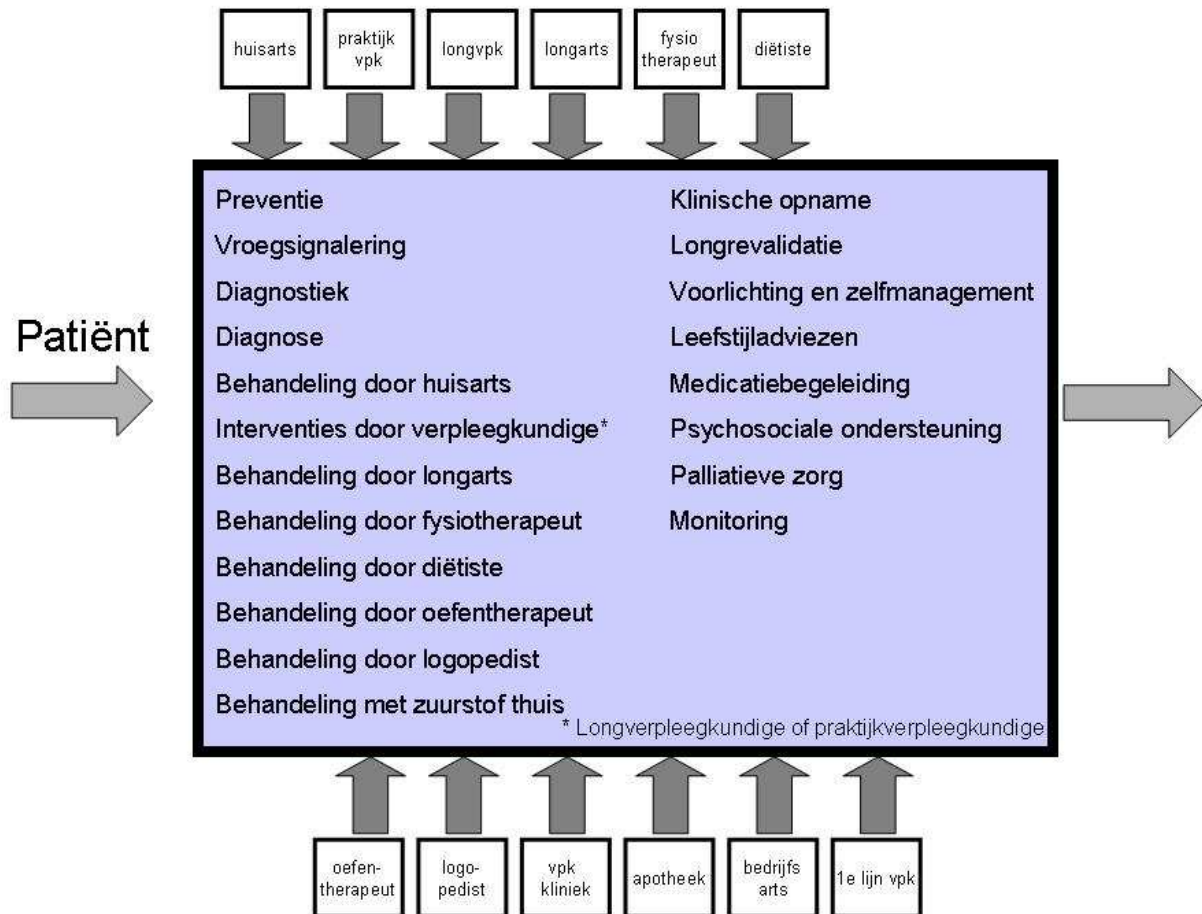 huisarts
praktijk
vpk
longvpk
longarts
fysio
therapeut
diëtiste
Patiënt
Preventie
Vroegsignalering
Diagnostiek
Diagnose
Behandeling door huisarts
Interventies door verpleegkundige*
Behandeling door longarts
Behandeling door fysiotherapeut
Behandeling door diëtiste
Behandeling door oefentherapeut
Behandeling door logopedist
Behandeling met zuurstof thuis
Klinische opname
Longrevalidatie
Voorlichting en zelfmanagement
Leefstijladviezen
Medicatiebegeleiding
Psychosociale ondersteuning
Palliatieve zorg
Monitoring
* Longverpleegkundige of praktijkverpleegkundige
oefen-
therapeut
logo-
pedist
vpk
kliniek
apotheek
bedrijfs
arts
1e lijn vpk